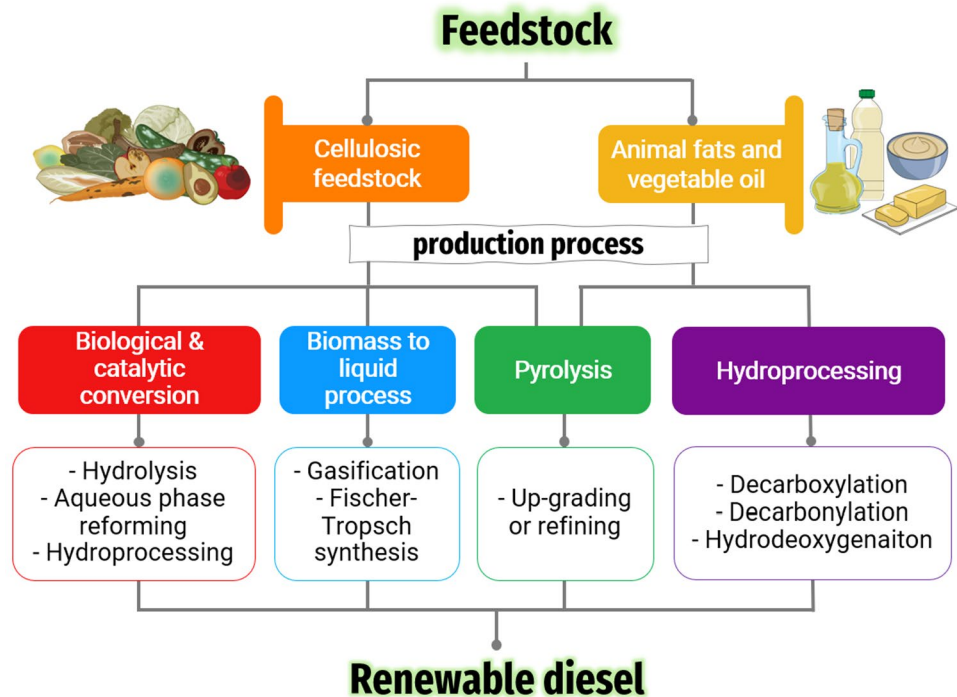 Feedstock
Cellulosic
feedstock
Animal fats and
vegetable oil
production process
Biological &
catalytic
conversion
Biomass to
liquid
process
Pyrolysis
Hydroprocessing
- Hydrolysis
- Aqueous phase
reforming
- Hydroprocessing
- Gasification
- Fischer-
Tropsch
synthesis
- Up-grading
or refining
- Decarboxylation
- Decarbonylation
- Hydrodeoxygenaiton
Renewable diesel